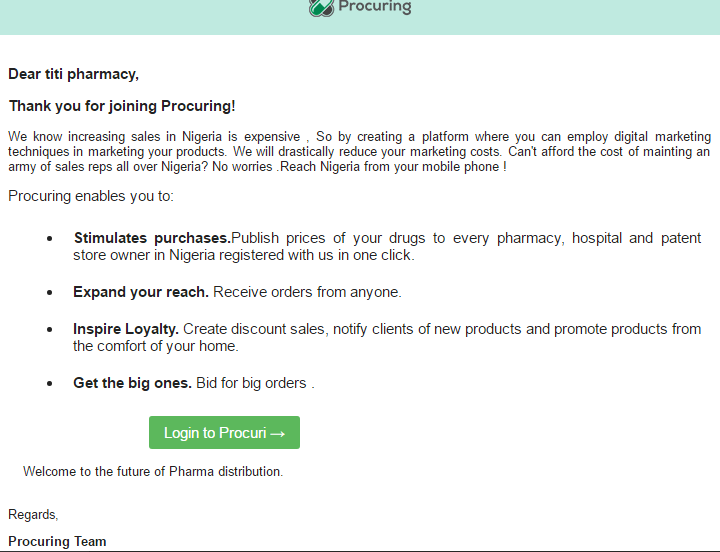 Procuring
Dear titi pharmacy,
Thank you for joining Procuring!
We know increasing sales in Nigeria is expensive , So by creating a platform where you can employ digital marketing
techniques in marketing your products. We will drastically reduce your marketing costs. Can't afford the cost of mainting an
army of sales reps all over Nigeria? No worries .Reach Nigeria from your mobile phone !
Procuring enables you to:
• Stimulates purchases.Publish prices of your drugs to every pharmacy, hospital and patent
store owner in Nigeria registered with us in one click.
• Expand your reach. Receive orders from anyone.
• Inspire Loyalty. Create discount sales, notify clients of new products and promote products from
the comfort of your home.
• Get the big ones. Bid for big orders .
Login to Procuri →
Welcome to the future of Pharma distribution.
Regards,
Procuring Team